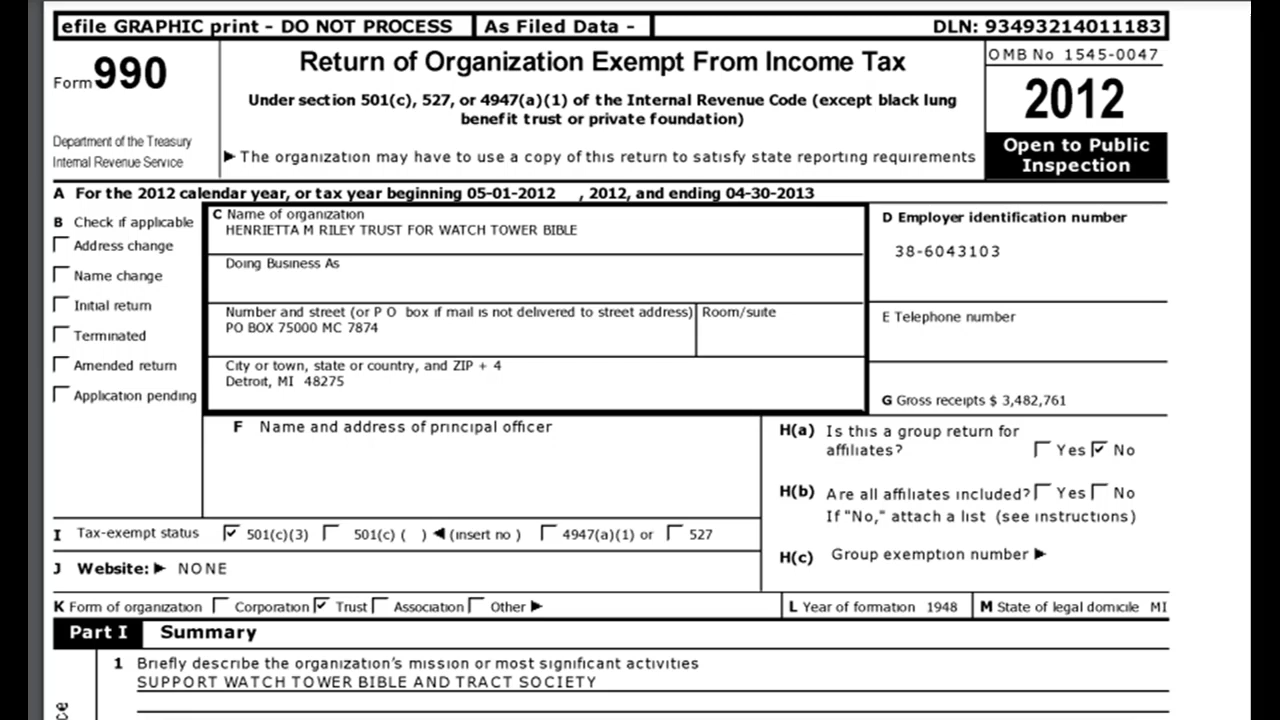 efile GRAPHIC print - DO NOT PROCESS As Filed Data - DLN: 93493214011183
Form 990
Department of the Treasury
Internal Revenue Service
Return of Organization Exempt From Income Tax
Under section 501(c), 527, or 4947(a)(1) of the Internal Revenue Code (except black lung
benefit trust or private foundation)
▶ The organization may have to use a copy of this return to satisfy state reporting requirements
OMB No 1545-0047
2012
Open to Public
Inspection
A For the 2012 calendar year, or tax year beginning 05-01-2012 , 2012, and ending 04-30-2013
B Check if applicable
Address change
Name change
Initial return
Terminated
Amended return
Application pending
C Name of organization
HENRIETTA M RILEY TRUST FOR WATCH TOWER BIBLE
Doing Business As
Number and street (or P O box if mail is not delivered to street address) Room/suite
PO BOX 75000 MC 7874
City or town, state or country, and ZIP + 4
Detroit, MI 48275
D Employer identification number
38-6043103
E Telephone number
G Gross receipts $ 3,482,761
F Name and address of principal officer
H(a) Is this a group return for
affiliates? Yes No
H(b) Are all affiliates included? Yes No
If "No," attach a list (see instructions)
H(c) Group exemption number ▶
I Tax-exempt status 501(c)(3) 501(c) ( ) ◀ (insert no ) 4947(a)(1) or 527
J Website: ▶ NONE
K Form of organization Corporation Trust Association Other ▶
L Year of formation 1948 M State of legal domicile MI
Part I Summary
1 Briefly describe the organization's mission or most significant activities
SUPPORT WATCH TOWER BIBLE AND TRACT SOCIETY